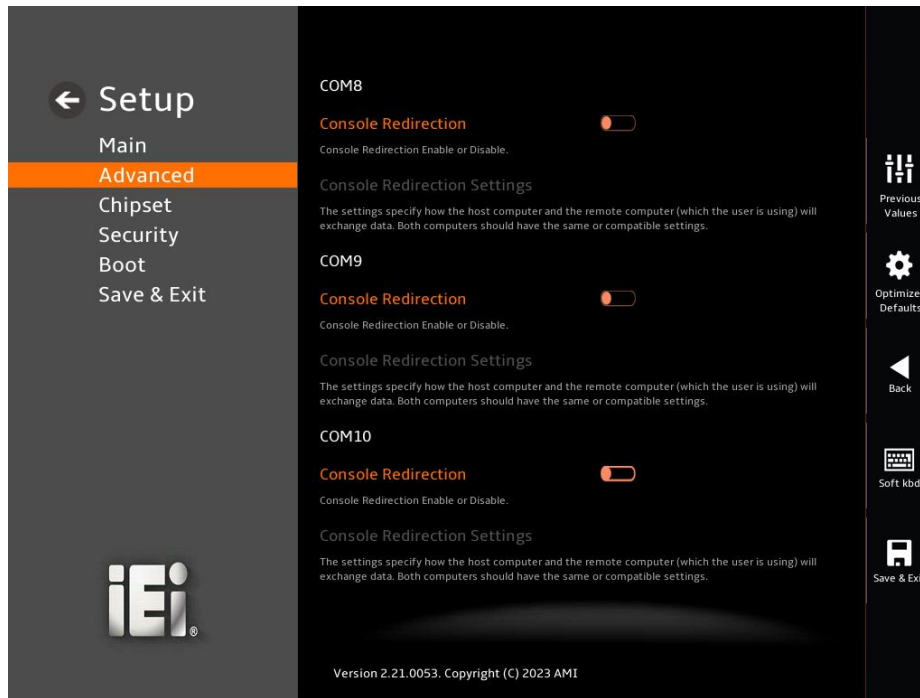 Setup
Main
Advanced
Chipset
Security
Boot
Save & Exit
iEi®
COM8
Console Redirection
Console Redirection Enable or Disable.
Console Redirection Settings
The settings specify how the host computer and the remote computer (which the user is using) will
exchange data. Both computers should have the same or compatible settings.
COM9
Console Redirection
Console Redirection Enable or Disable.
Console Redirection Settings
The settings specify how the host computer and the remote computer (which the user is using) will
exchange data. Both computers should have the same or compatible settings.
COM10
Console Redirection
Console Redirection Enable or Disable.
Console Redirection Settings
The settings specify how the host computer and the remote computer (which the user is using) will
exchange data. Both computers should have the same or compatible settings.
Version 2.21.0053. Copyright (C) 2023 AMI
Previous
Values
Optimize
Defaults
Back
Soft kbd
Save & Exi